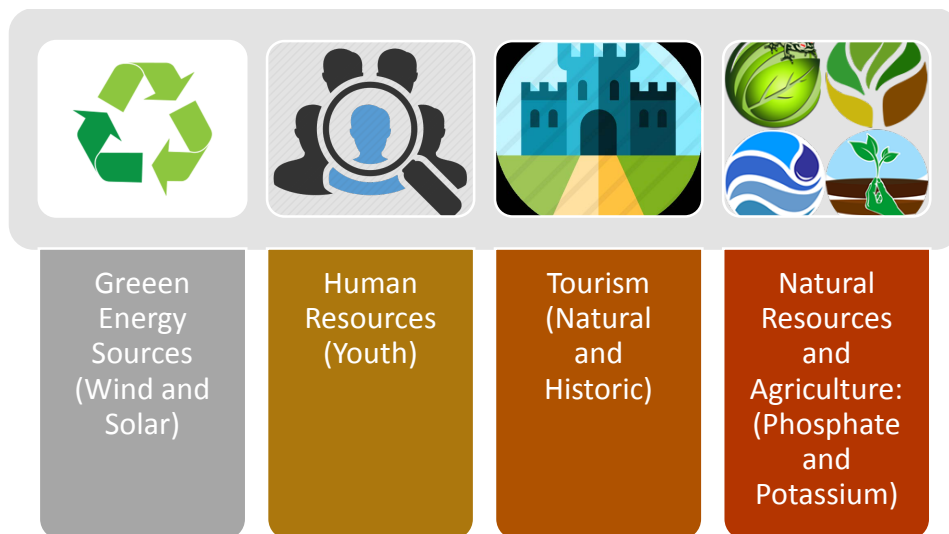 Greeen
Energy
Sources
(Wind and
Solar)
Human
Resources
(Youth)
Tourism
(Natural
and
Historic)
Natural
Resources
and
Agriculture:
(Phosphate
and
Potassium)